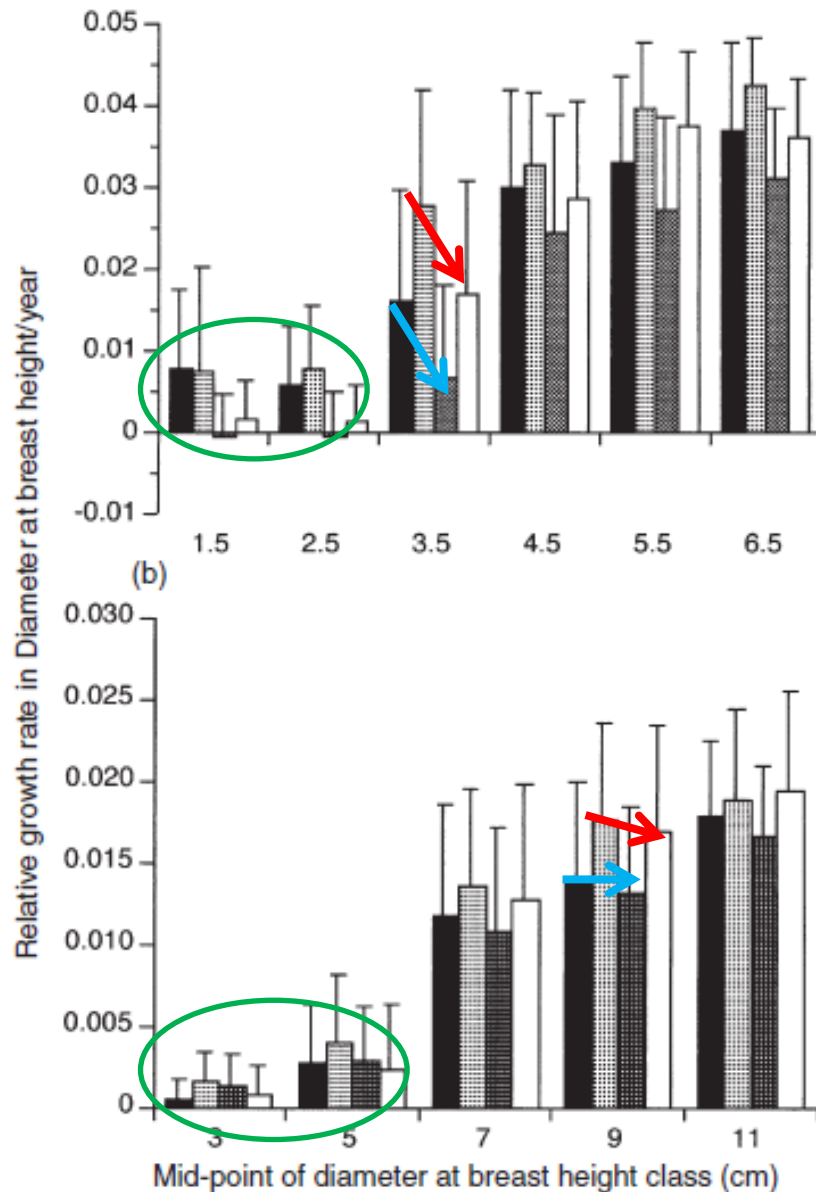 Relative growth rate in Diameter at breast height/year
0.05
0.04
0.03
0.02
0.01
0
-0.01
1.5 2.5 3.5 4.5 5.5 6.5
(b)
0.030
0.025
0.020
0.015
0.010
0.005
0
3 5 7 9 11
Mid-point of diameter at breast height class (cm)